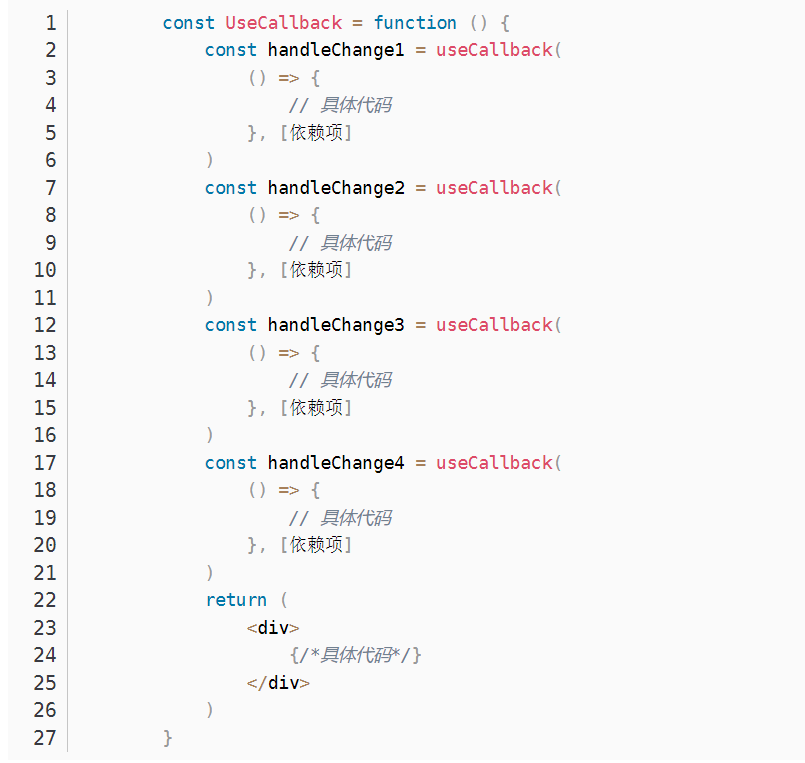 1 const UseCallback = function () {
2 const handleChange1 = useCallback(
3 () => {
4 // 具体代码
5 }, [依赖项]
6 )
7 const handleChange2 = useCallback(
8 () => {
9 // 具体代码
10 }, [依赖项]
11 )
12 const handleChange3 = useCallback(
13 () => {
14 // 具体代码
15 }, [依赖项]
16 )
17 const handleChange4 = useCallback(
18 () => {
19 // 具体代码
20 }, [依赖项]
21 )
22 return (
23 <div>
24 {/*具体代码*/}
25 </div>
26 )
27 }